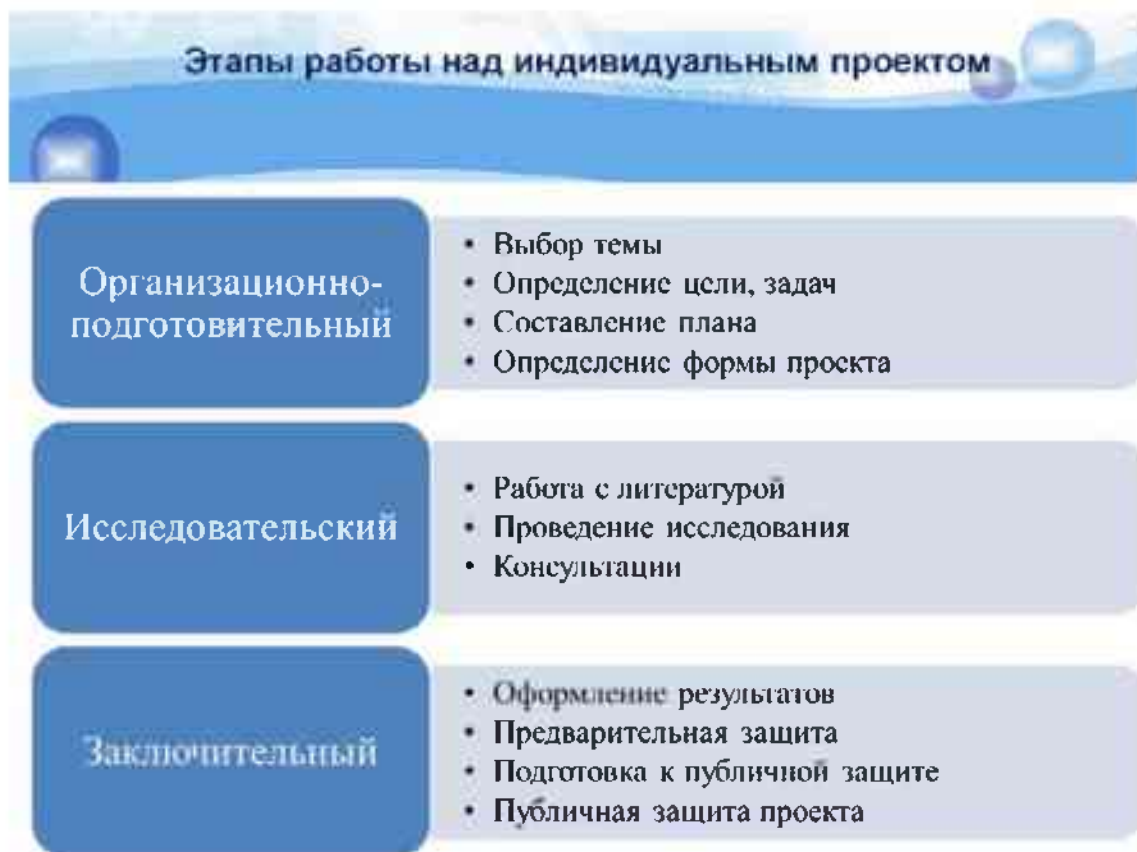 Этапы работы над индивидуальным проектом
Организационно-
подготовительный
• Выбор темы
• Определение цели, задач
• Составление плана
• Определение формы проекта
Исследовательский
• Работа с литературой
• Проведение исследования
• Консультации
Заключительный
• Оформление результатов
• Предварительная защита
• Подготовка к публичной защите
• Публичная защита проекта